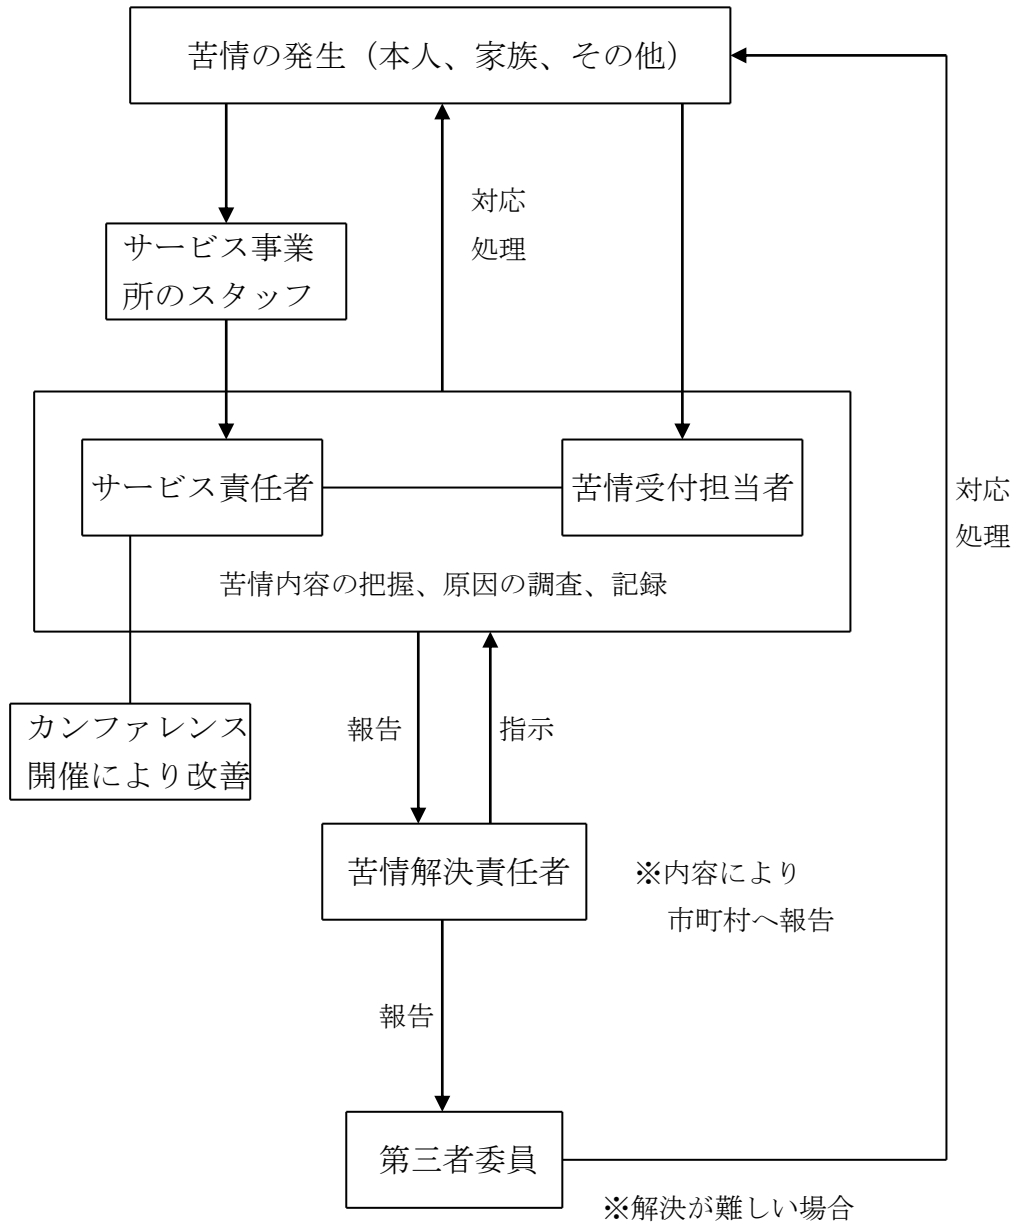 苦情の発生（本人、家族、その他）
対応
処理
サービス事業
所のスタッフ
サービス責任者
苦情受付担当者
対応
処理
苦情内容の把握、原因の調査、記録
カンファレンス
開催により改善
報告
指示
苦情解決責任者
※内容により
市町村へ報告
報告
第三者委員
※解決が難しい場合